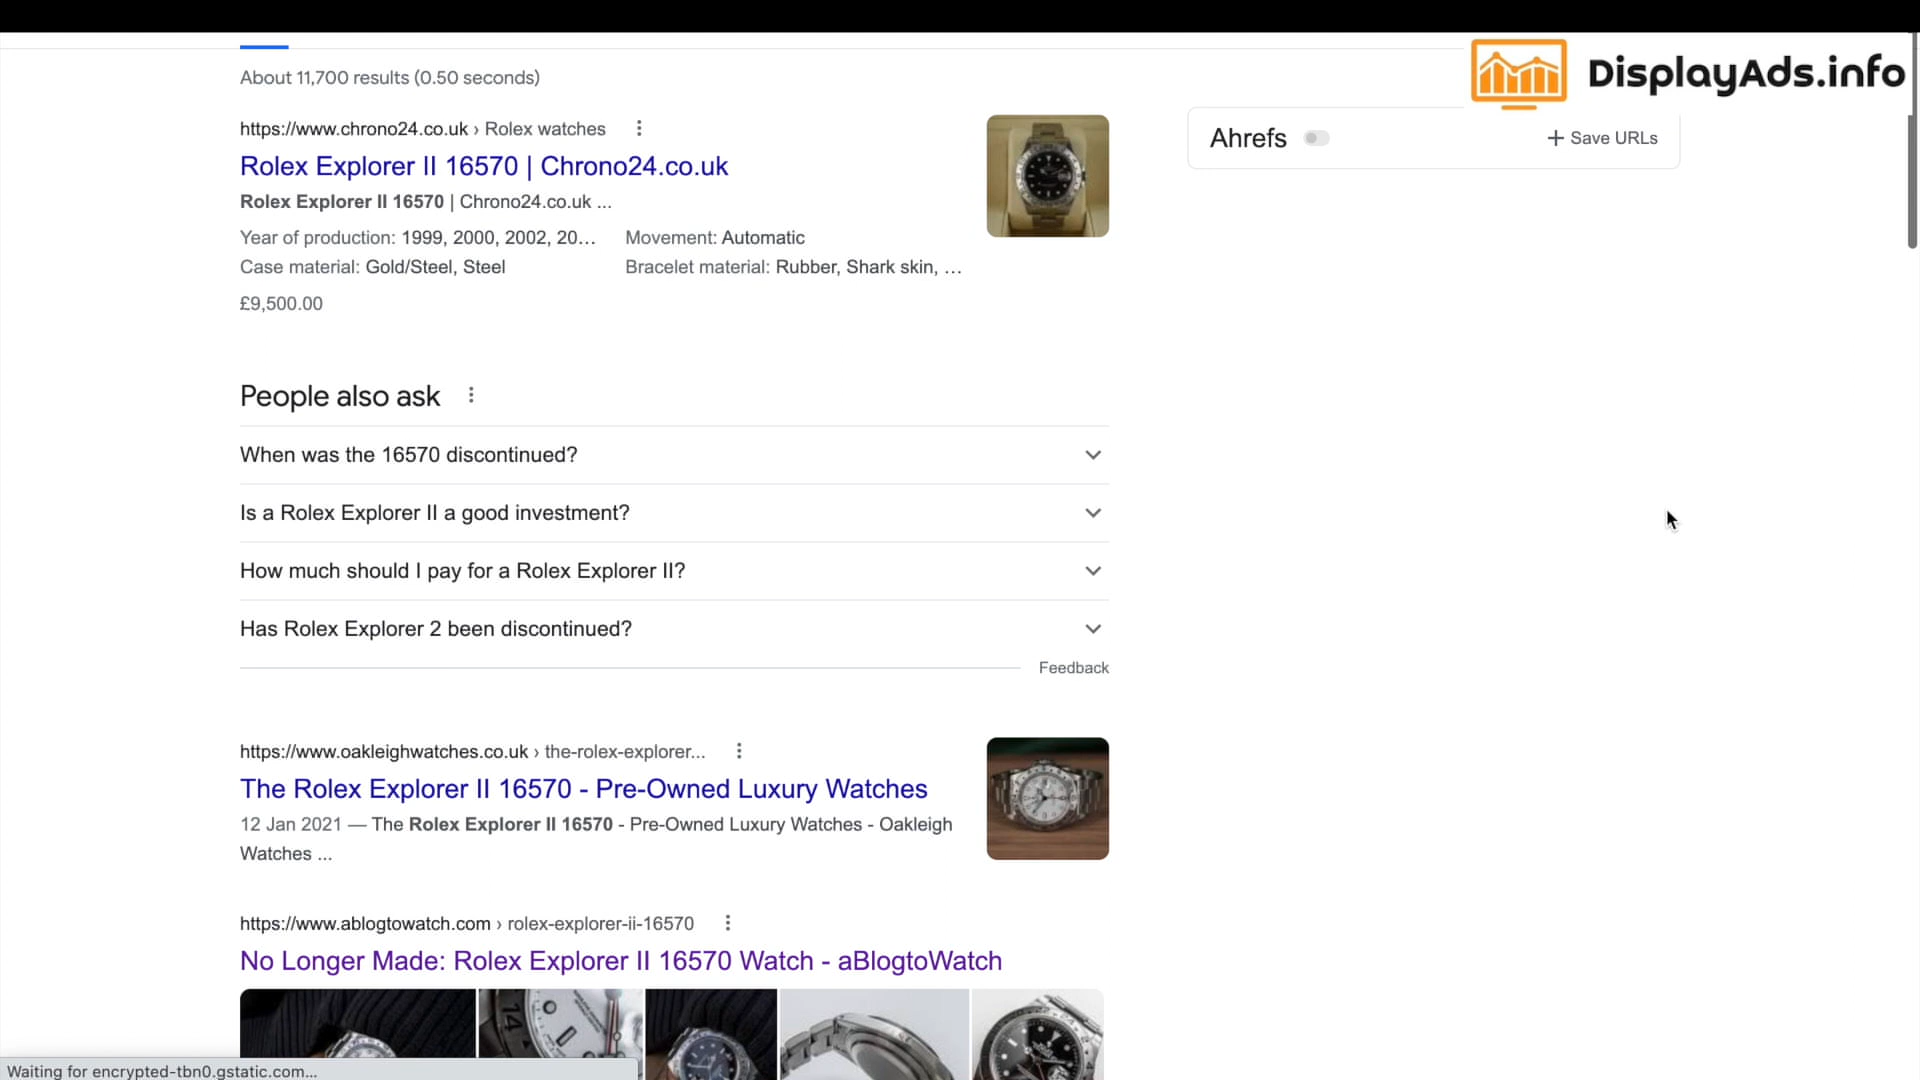 DisplayAds.info
About 11,700 results (0.50 seconds)
https://www.chrono24.co.uk › Rolex watches
Rolex Explorer II 16570 | Chrono24.co.uk
Rolex Explorer II 16570 | Chrono24.co.uk ...
Year of production: 1999, 2000, 2002, 20… Movement: Automatic
Case material: Gold/Steel, Steel Bracelet material: Rubber, Shark skin, …
£9,500.00
Ahrefs + Save URLs
People also ask
When was the 16570 discontinued?
Is a Rolex Explorer II a good investment?
How much should I pay for a Rolex Explorer II?
Has Rolex Explorer 2 been discontinued?
Feedback
https://www.oakleighwatches.co.uk › the-rolex-explorer...
The Rolex Explorer II 16570 - Pre-Owned Luxury Watches
12 Jan 2021 — The Rolex Explorer II 16570 - Pre-Owned Luxury Watches - Oakleigh
Watches ...
https://www.ablogtowatch.com › rolex-explorer-ii-16570
No Longer Made: Rolex Explorer II 16570 Watch - aBlogtoWatch
14
Waiting for encrypted-tbn0.gstatic.com...